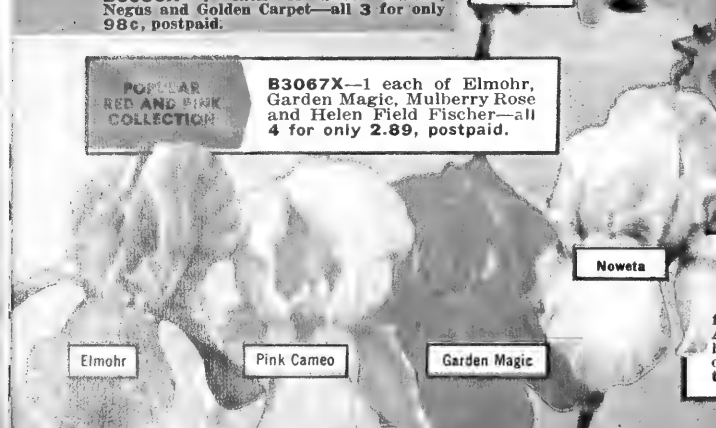 Negus and Golden Carpet—all 3 for only
98c, postpaid.
POPULAR
RED AND PINK
COLLECTION
B3067X—1 each of Elmohr,
Garden Magic, Mulberry Rose
and Helen Field Fischer—all
4 for only 2.89, postpaid.
Noweta
Elmohr
Pink Cameo
Garden Magic